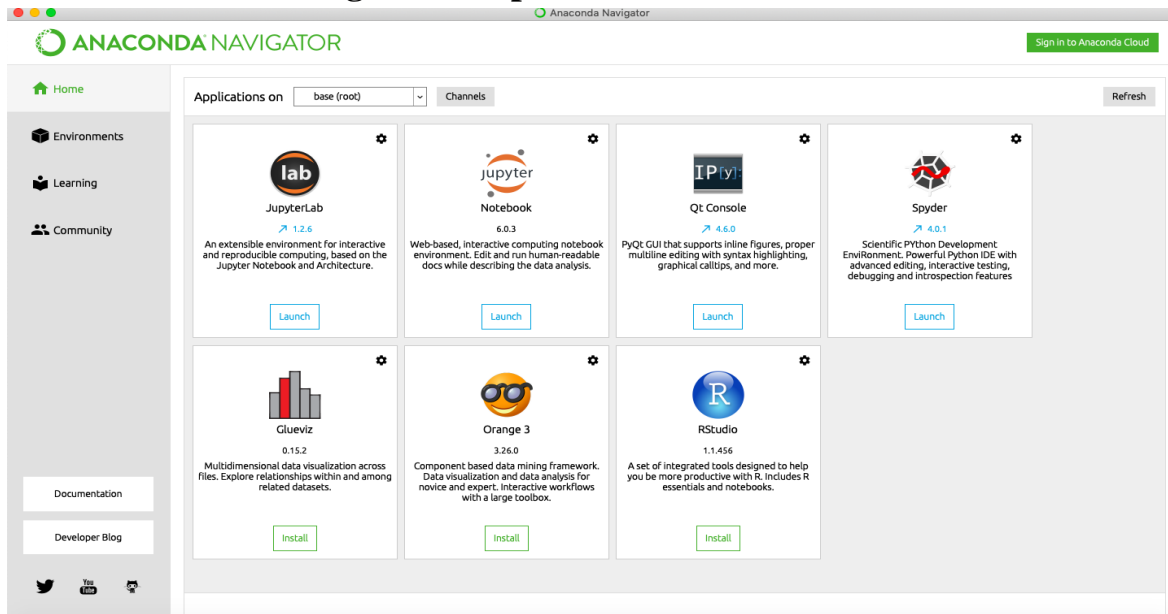 Anaconda Navigator
ANACONDA NAVIGATOR
Sign in to Anaconda Cloud
Home
Environments
Learning
Community
Documentation
Developer Blog
You
Tube
Applications on
base (root)
Channels
Refresh
lab
JupyterLab
1.2.6
An extensible environment for interactive
and reproducible computing, based on the
Jupyter Notebook and Architecture.
Launch
jupyter
Notebook
6.0.3
Web-based, interactive computing notebook
environment. Edit and run human-readable
docs while describing the data analysis.
Launch
IP[y]:
Qt Console
4.6.0
PyQt GUI that supports inline figures, proper
multiline editing with syntax highlighting,
graphical calltips, and more.
Launch
Spyder
4.0.1
Scientific PYthon Development
EnviRonment. Powerful Python IDE with
advanced editing, interactive testing,
debugging and introspection features
Launch
Glueviz
0.15.2
Multidimensional data visualization across
files. Explore relationships within and among
related datasets.
Install
Orange 3
3.26.0
Component based data mining framework.
Data visualization and data analysis for
novice and expert. Interactive workflows
with a large toolbox.
Install
R
RStudio
1.1.456
A set of integrated tools designed to help
you be more productive with R. Includes R
essentials and notebooks.
Install